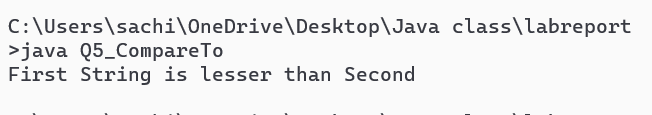 C:\Users\sachi\OneDrive\Desktop\Java class\labreport
>java Q5_CompareTo
First String is lesser than Second